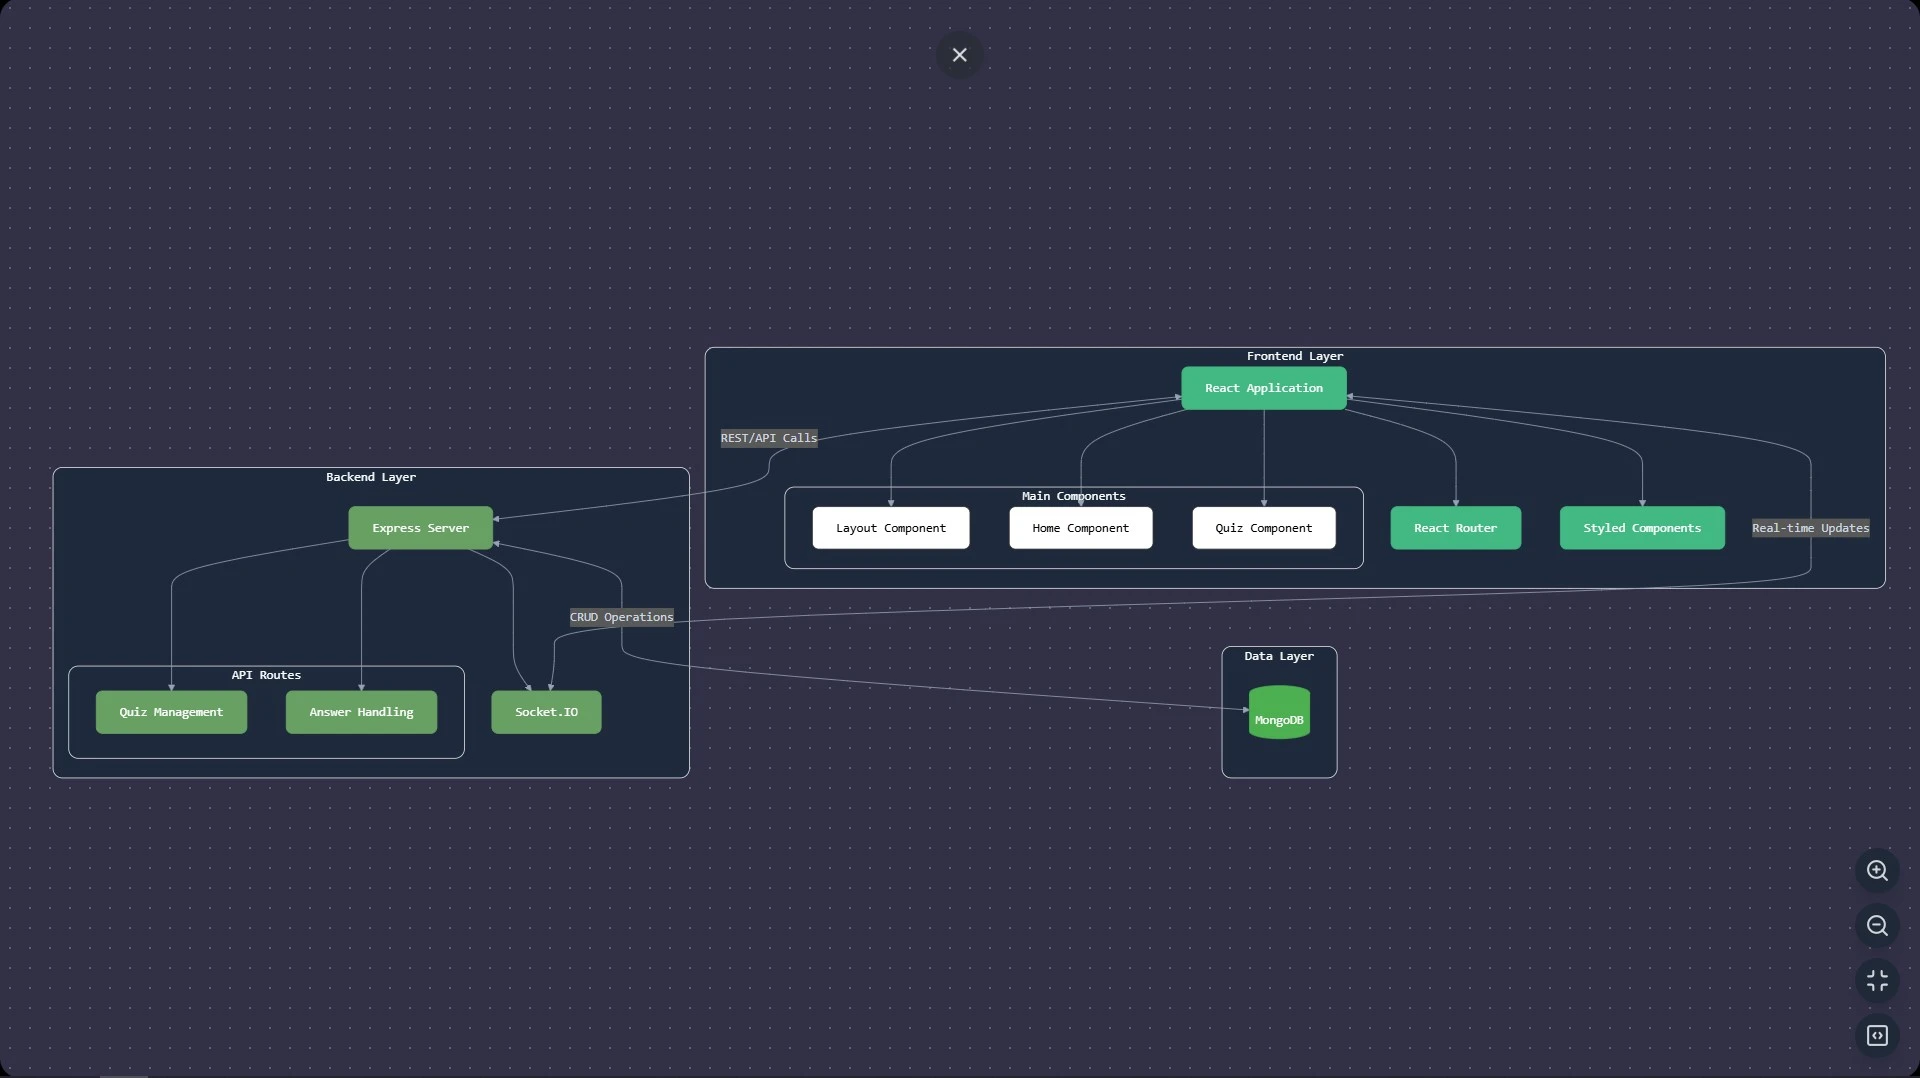 Frontend Layer
React Application
REST/API Calls
Main Components
Layout Component
Home Component
Quiz Component
React Router
Styled Components
Real-time Updates
Backend Layer
Express Server
CRUD Operations
API Routes
Quiz Management
Answer Handling
Socket.IO
Data Layer
MongoDB